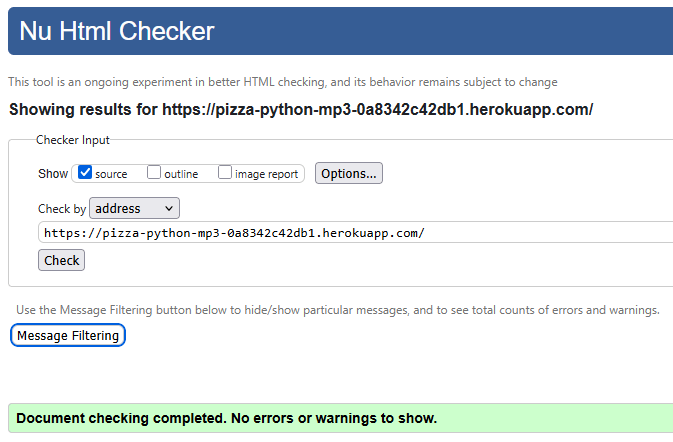 Nu Html Checker
This tool is an ongoing experiment in better HTML checking, and its behavior remains subject to change
Showing results for https://pizza-python-mp3-0a8342c42db1.herokuapp.com/
Checker Input
Show source outline image report Options...
Check by address
https://pizza-python-mp3-0a8342c42db1.herokuapp.com/
Check
Use the Message Filtering button below to hide/show particular messages, and to see total counts of errors and warnings.
Message Filtering
Document checking completed. No errors or warnings to show.